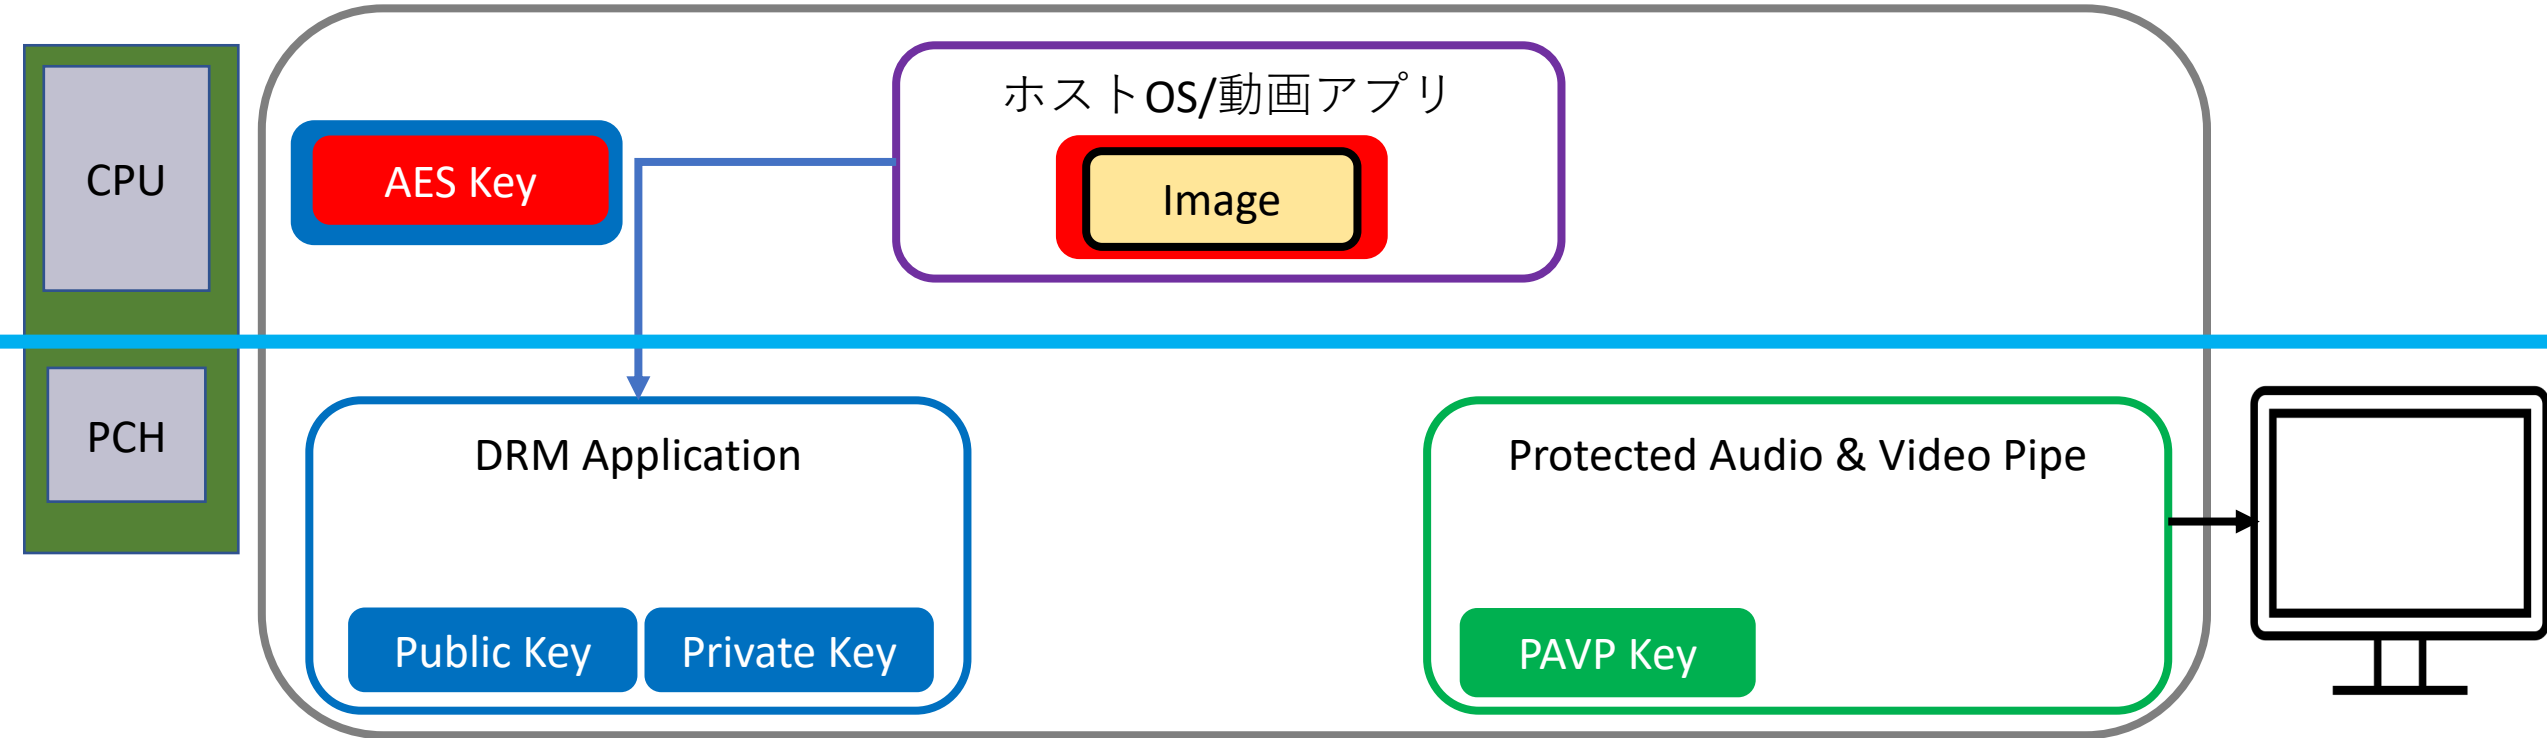 CPU
ホストOS/動画アプリ
AES Key
Image
PCH
DRM Application
Protected Audio & Video Pipe
Public Key
Private Key
PAVP Key